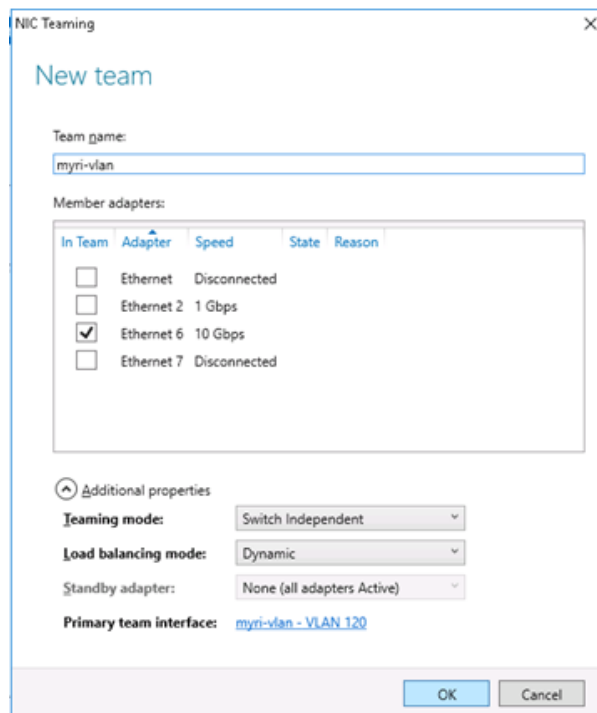 NIC Teaming
New team
Team name:
myri-vlan
Member adapters:
In Team Adapter Speed State Reason
Ethernet Disconnected
Ethernet 2 1 Gbps
Ethernet 6 10 Gbps
Ethernet 7 Disconnected
Additional properties
Teaming mode: Switch Independent
Load balancing mode: Dynamic
Standby adapter: None (all adapters Active)
Primary team interface: myri-vlan - VLAN 120
OK Cancel